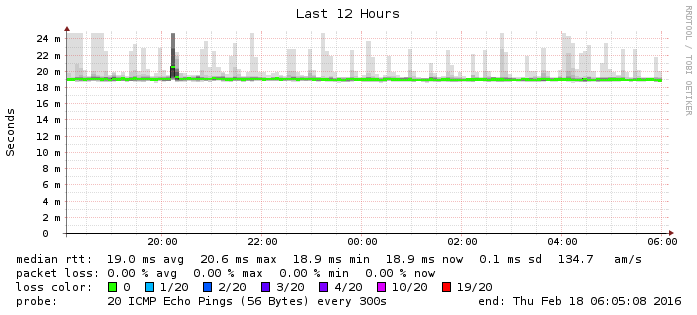 Last 12 Hours
RRDTOOL / TOBI OETIKER
Seconds
24 m
22 m
20 m
18 m
16 m
14 m
12 m
10 m
8 m
6 m
4 m
2 m
0
20:00 22:00 00:00 02:00 04:00 06:00
median rtt: 19.0 ms avg 20.6 ms max 18.9 ms min 18.9 ms now 0.1 ms sd 134.7 am/s
packet loss: 0.00 % avg 0.00 % max 0.00 % min 0.00 % now
loss color: 0 1/20 2/20 3/20 4/20 10/20 19/20
probe: 20 ICMP Echo Pings (56 Bytes) every 300s end: Thu Feb 18 06:05:08 2016